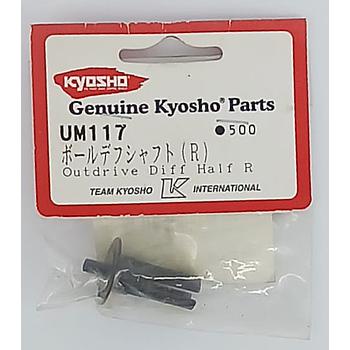 KYOSHO
Genuine Kyosho® Parts
UM117 ●500
ボールデフシャフト(R)
Outdrive Diff Half R
TEAM KYOSHO K INTERNATIONAL